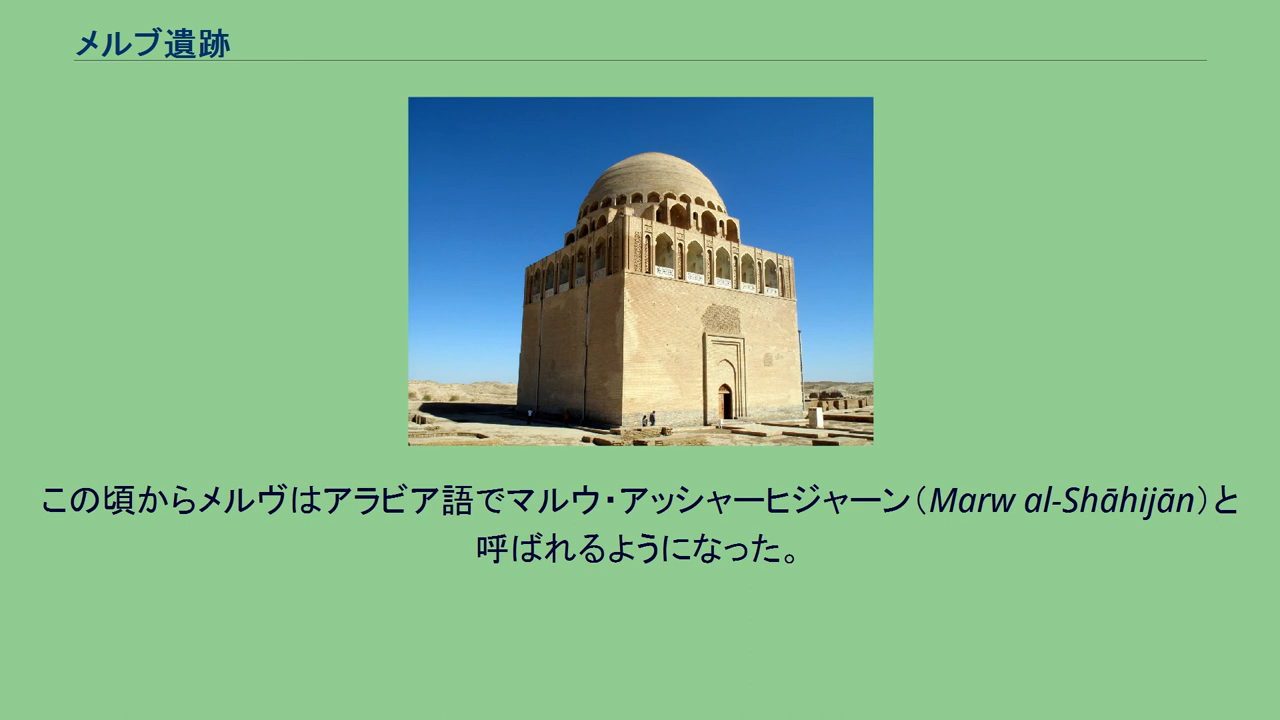 メルブ遺跡
この頃からメルヴはアラビア語でマルウ・アッシャーヒジャーン（Marw al-Shāhijān）と
呼ばれるようになった。